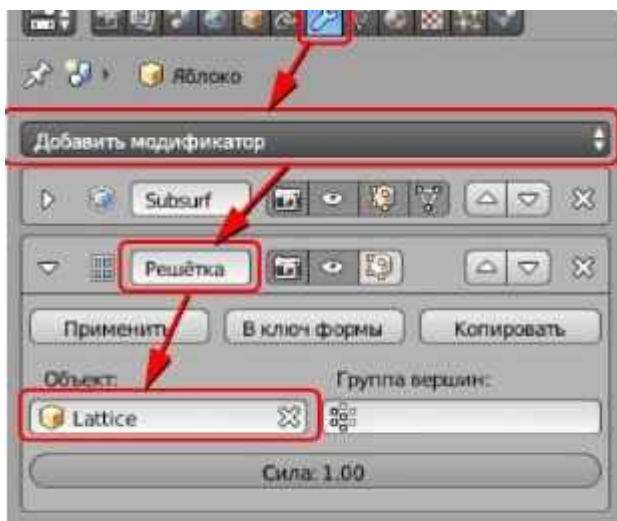 Яблоко
Добавить модификатор
Subsurf
Решётка
Применить В ключ формы Копировать
Объект: Группа вершин:
Lattice
Сила: 1.00